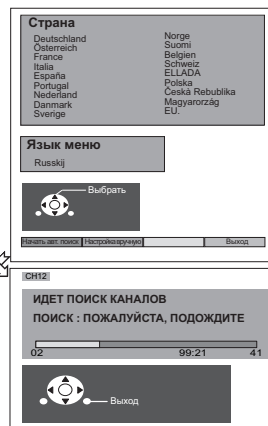 Страна
Deutschland
Österreich
France
Italia
España
Portugal
Nederland
Danmark
Sverige
Norge
Suomi
Belgien
Schweiz
ELLADA
Polska
Česká Rebublika
Magyarorzág
EU.
Язык меню
Russkij
Выбрать
Начать авт. поиск Настройка вручную Выход
CH12
ИДЕТ ПОИСК КАНАЛОВ
ПОИСК : ПОЖАЛУЙСТА, ПОДОЖДИТЕ
02 99:21 41
Выход